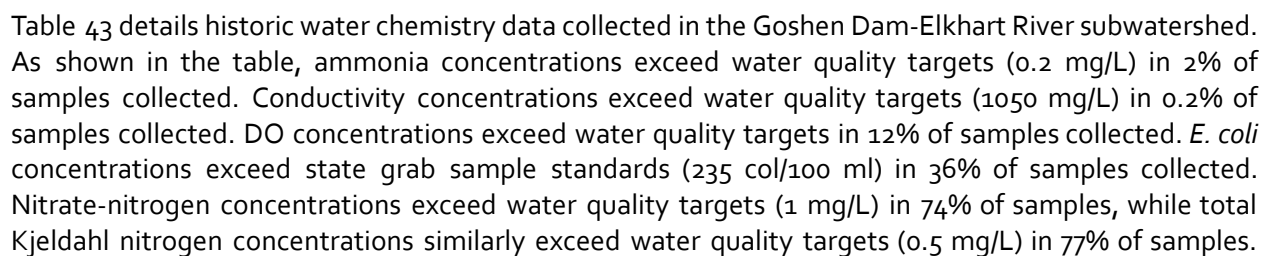 Table 43 details historic water chemistry data collected in the Goshen Dam-Elkhart River subwatershed.
As shown in the table, ammonia concentrations exceed water quality targets (0.2 mg/L) in 2% of
samples collected. Conductivity concentrations exceed water quality targets (1050 mg/L) in 0.2% of
samples collected. DO concentrations exceed water quality targets in 12% of samples collected. E. coli
concentrations exceed state grab sample standards (235 col/100 ml) in 36% of samples collected.
Nitrate-nitrogen concentrations exceed water quality targets (1 mg/L) in 74% of samples, while total
Kjeldahl nitrogen concentrations similarly exceed water quality targets (0.5 mg/L) in 77% of samples.